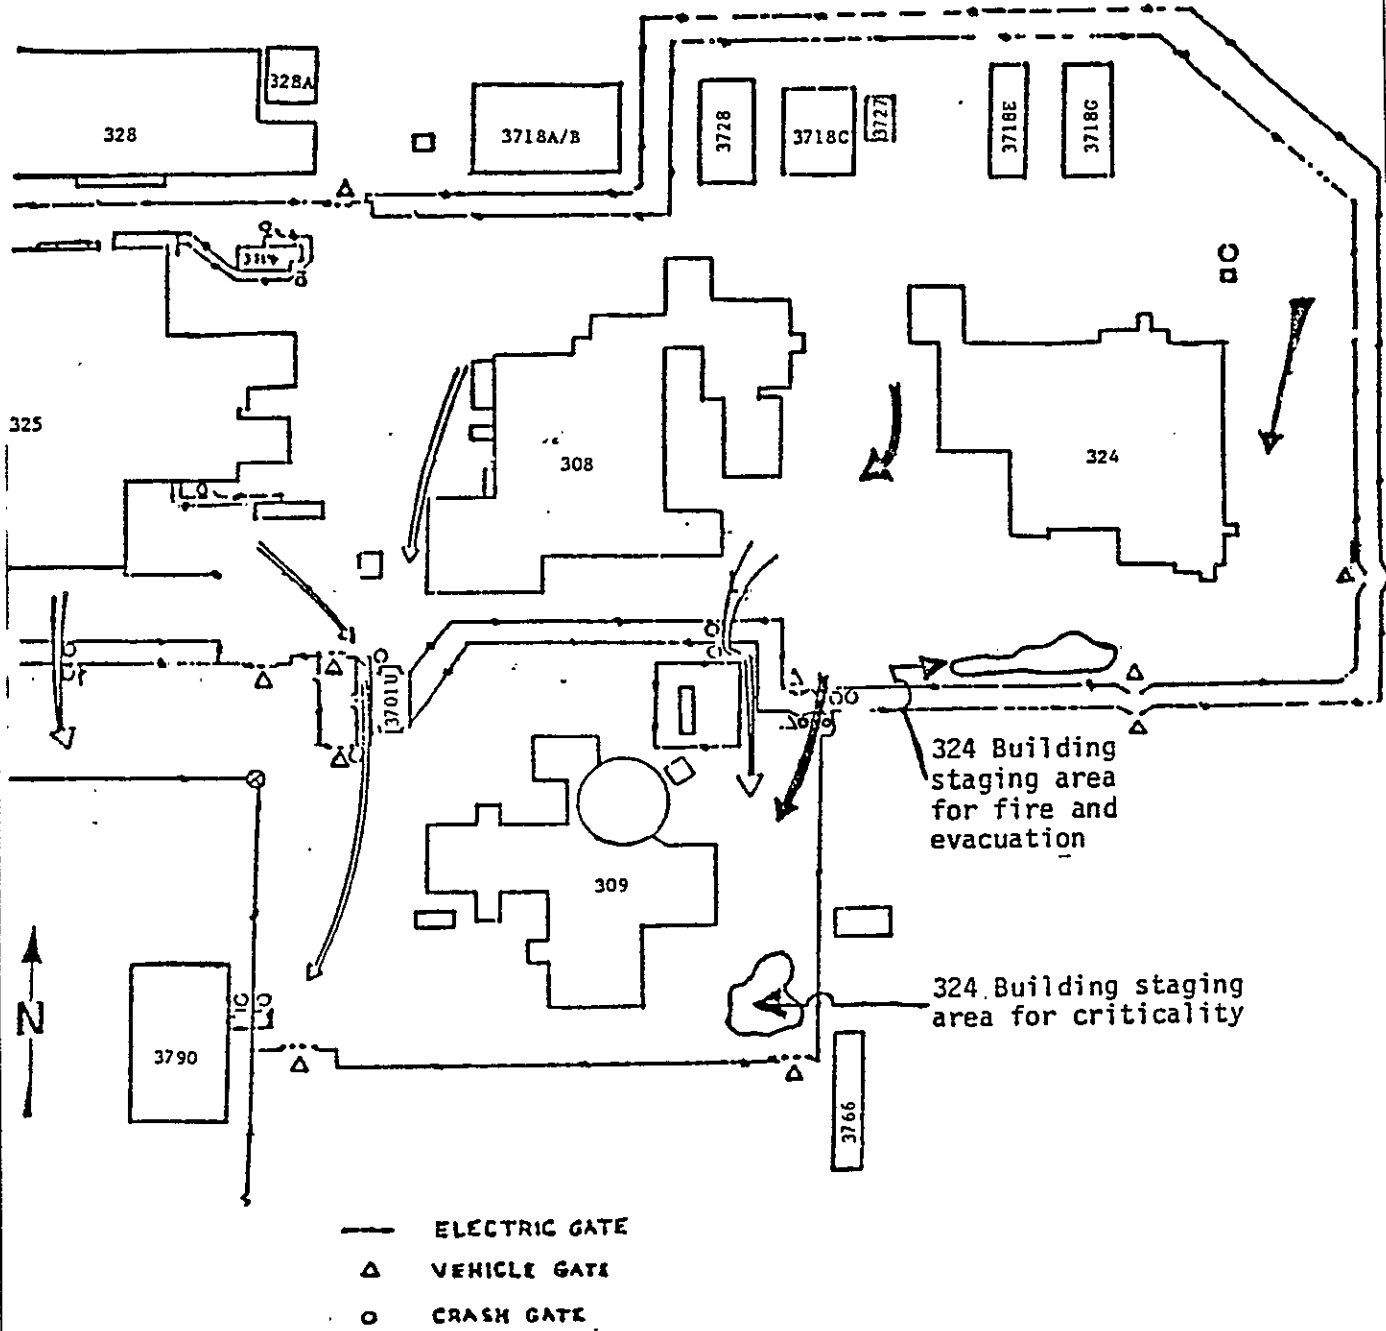 328A
328
3718A/B
3728
3718C
3727
3718E
3718G
325
308
324
3701U
324 Building
staging area
for fire and
evacuation
309
N
324 Building staging
area for criticality
3790
3766
ELECTRIC GATE
VEHICLE GATE
CRASH GATE